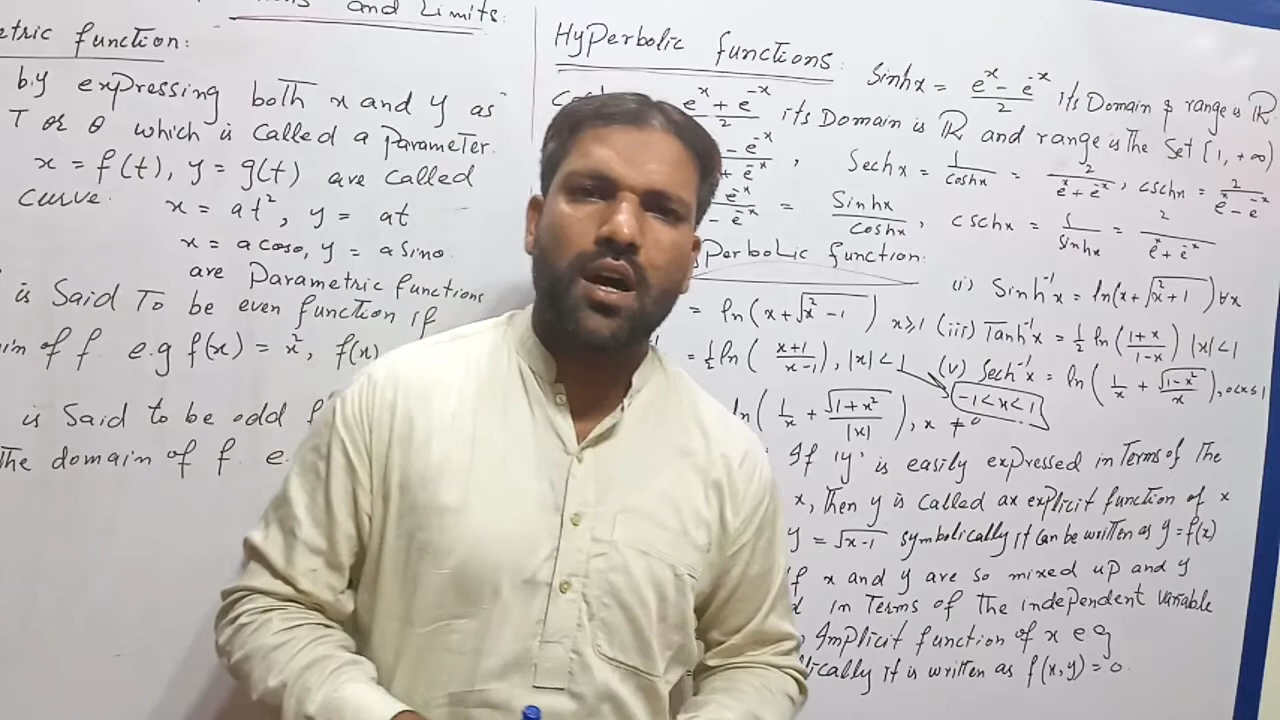 and Limits:
etric function:
by expressing both x and y as
T or θ which is called a Parameter.
x = f(t), y = g(t) are called
curve. x = at², y = at
x = a cosθ, y = a sinθ.
are Parametric functions
is Said To be even function if
of f e.g f(x) = x², f(x)
is Said to be odd
The domain of f. e.
HyPerbolic functions: Sinhx = (e^x - e^-x)/2 its Domain & range is ℝ.
(e^x + e^-x)/2 its Domain is ℝ and range is the Set [1, +∞)
, Sechx = 1/coshx = 2/(e^x + e^-x), cschx = 2/(e^x - e^-x)
= Sinhx/Coshx, cschx = 1/sinhx = 2/(e^x + e^-x)
PerboLic function. (i) Sinh⁻¹x = ln(x+√(x²+1)) ∀x
= ln(x+√(x²-1)) x⩾1 (iii) Tanh⁻¹x = ½ ln((1+x)/(1-x)) |x|<1
= ½ ln((x+1)/(x-1)), |x|<1 (v) Sech⁻¹x = ln(1/x + √(1-x²)/x), 0<x≤1
-1<x<1
ln(1/x + √(1+x²)/|x|), x ≠ 0
If 'y' is easily expressed in Terms of The
x, Then y is called ax explicit function of x
y = √(x-1) symbolically it can be written as y = f(x)
If x and y are so mixed up and y
in Terms of The independent variable
Implicit function of x e g
ically it is written as f(x,y) = 0.